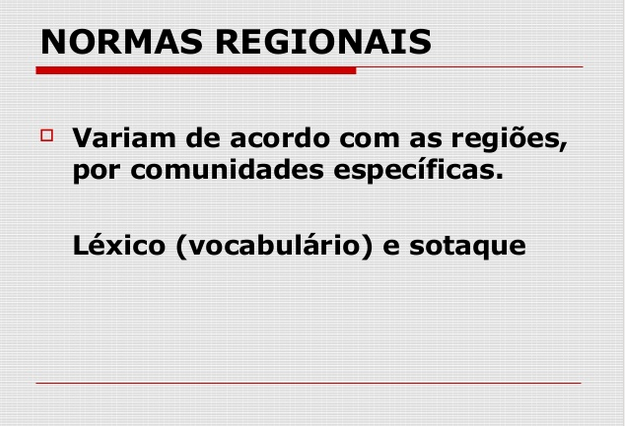 NORMAS REGIONAIS
Variam de acordo com as regiões,
por comunidades específicas.
Léxico (vocabulário) e sotaque